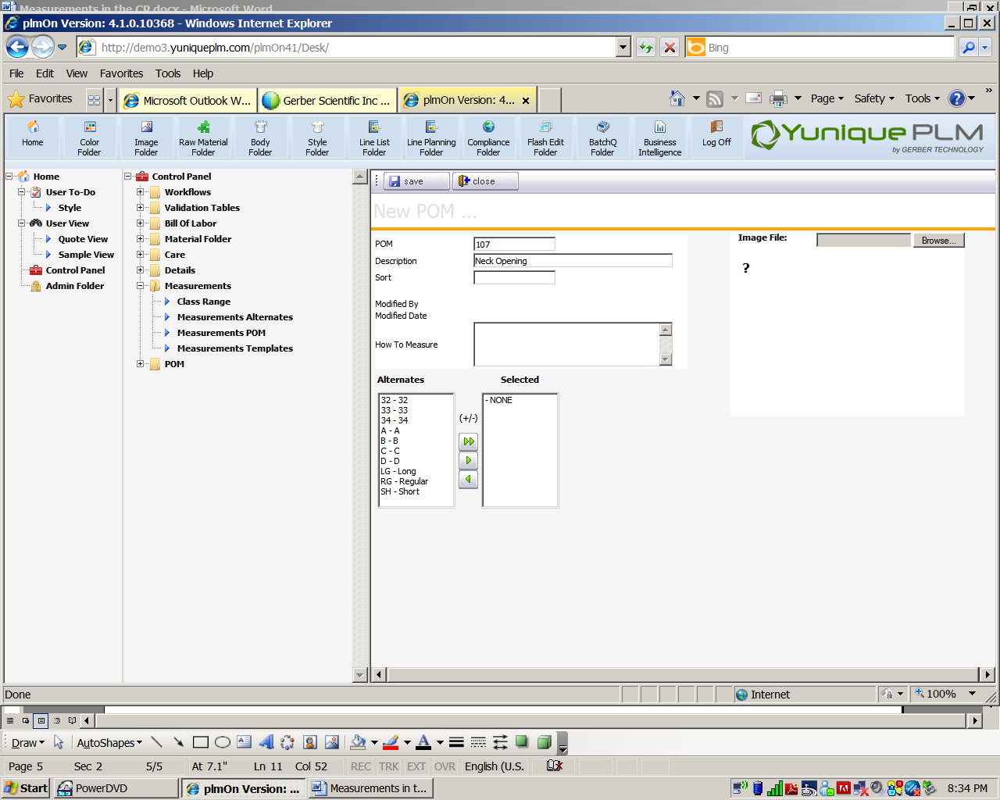 Measurements in the CP.docx - Microsoft Word
plmOn Version: 4.1.0.10368 - Windows Internet Explorer
http://demo3.yuniqueplm.com/plmOn41/Desk/
Bing
File Edit View Favorites Tools Help
Favorites
Microsoft Outlook W...
Gerber Scientific Inc ...
plmOn Version: 4....
Page Safety Tools »
Home
Color Folder
Image Folder
Raw Material Folder
Body Folder
Style Folder
Line List Folder
Line Planning Folder
Compliance Folder
Flash Edit Folder
BatchQ Folder
Business Intelligence
Log Off
Yunique PLM
by GERBER TECHNOLOGY
Home
User To-Do
Style
User View
Quote View
Sample View
Control Panel
Admin Folder
Control Panel
Workflows
Validation Tables
Bill Of Labor
Material Folder
Care
Details
Measurements
Class Range
Measurements Alternates
Measurements POM
Measurements Templates
POM
save close
New POM ...
POM 107
Description Neck Opening
Sort
Modified By
Modified Date
How To Measure
Image File: Browse...
?
Alternates Selected
32 - 32
33 - 33
34 - 34
A - A
B - B
C - C
D - D
LG - Long
RG - Regular
SH - Short
(+/-)
- NONE
Done Internet 100%
Draw AutoShapes
Page 5 Sec 2 5/5 At 7.1" Ln 11 Col 52 REC TRK EXT OVR English (U.S.
Start PowerDVD plmOn Version: ... Measurements in t... 8:34 PM